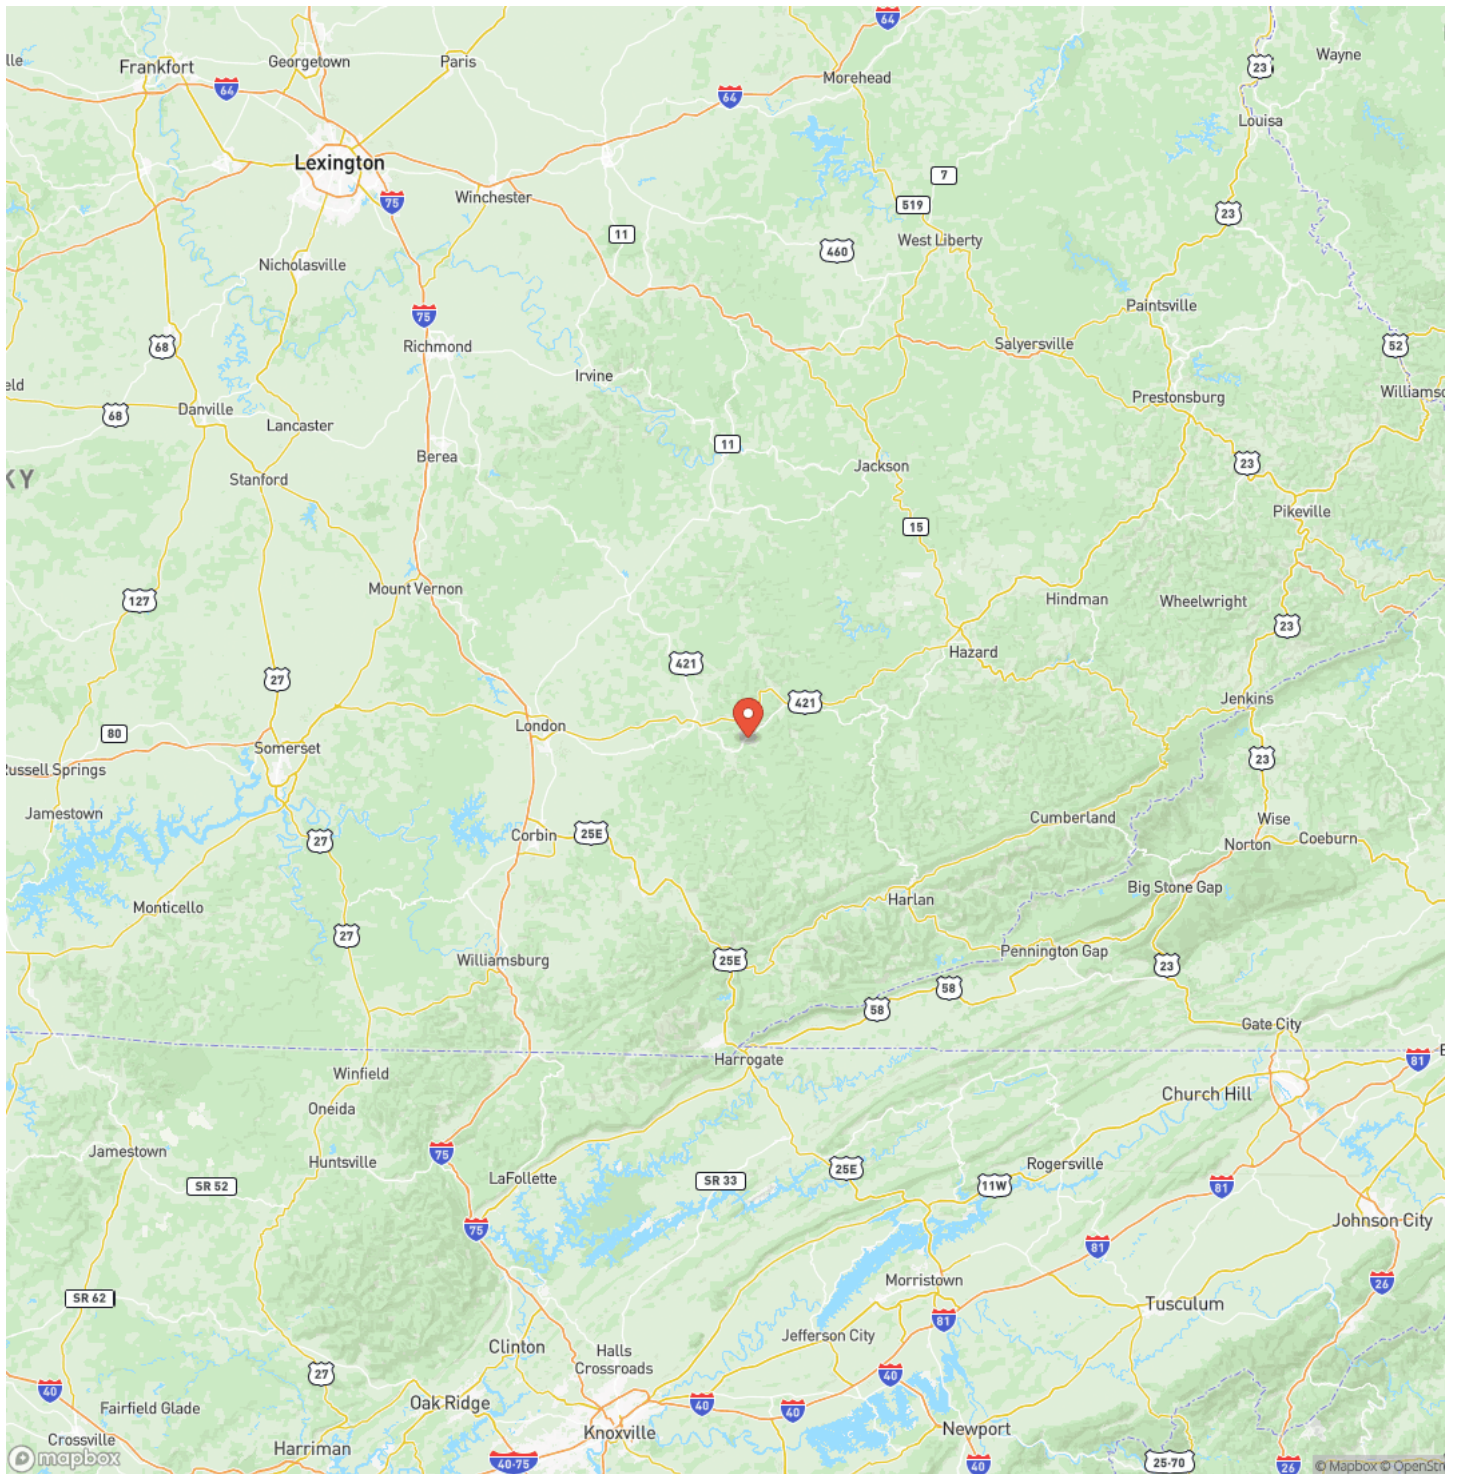 64
Wayne
lle
Frankfort
Georgetown
Paris
Morehead
23
64
64
Louisa
Lexington
75
Winchester
7
519
23
11
West Liberty
460
Nicholasville
Paintsville
75
68
Richmond
Salyersville
52
Irvine
eld
Prestonsburg
Williamso
68
Danville
Lancaster
11
Berea
Jackson
23
KY
Stanford
Pikeville
15
Mount Vernon
127
Hindman
Wheelwright
23
421
Hazard
27
421
Jenkins
London
80
Somerset
23
Russell Springs
Jamestown
Cumberland
Wise
27
Corbin
25E
Norton
Coeburn
Big Stone Gap
Harlan
Monticello
27
Williamsburg
25E
Pennington Gap
23
58
58
Gate City
Harrogate
81
E
Winfield
Church Hill
Oneida
Jamestown
75
Huntsville
Rogersville
25E
LaFollette
SR 33
11W
81
SR 52
Johnson City
75
81
Morristown
26
SR 62
Tusculum
81
Jefferson City
Clinton
Halls
Crossroads
27
40
40
40
40
Fairfield Glade
Oak Ridge
Newport
Crossville
Knoxville
Harriman
mapbox
40-75
40
25-70
26
© Mapbox © OpenStr